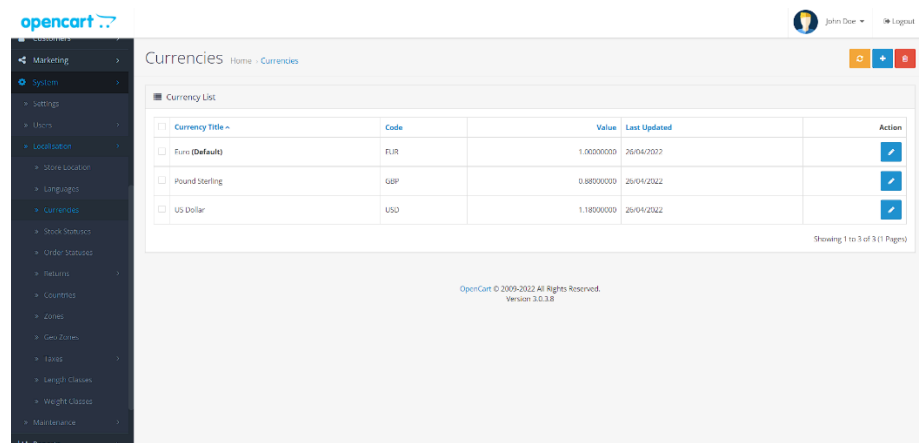 opencart
John Doe
Logout
Customers
Marketing
System
» Settings
» Users
» Localisation
» Store Location
» Languages
» Currencies
» Stock Statuses
» Order Statuses
» Returns
» Countries
» Zones
» Geo Zones
» Taxes
» Length Classes
» Weight Classes
» Maintenance
Currencies Home › Currencies
Currency List
Currency Title Code Value Last Updated Action
Euro (Default) EUR 1.00000000 26/04/2022
Pound Sterling GBP 0.88000000 26/04/2022
US Dollar USD 1.18000000 26/04/2022
Showing 1 to 3 of 3 (1 Pages)
OpenCart © 2009-2022 All Rights Reserved.
Version 3.0.3.8